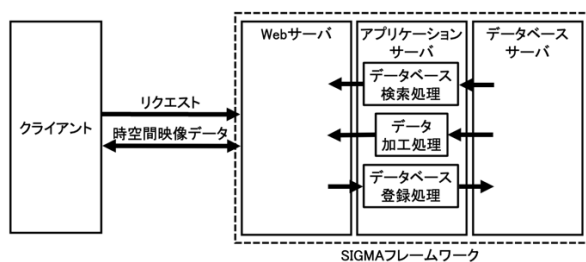 クライアント
リクエスト
時空間映像データ
Webサーバ
アプリケーション
サーバ
データベース
検索処理
データ
加工処理
データベース
登録処理
データベース
サーバ
SIGMAフレームワーク